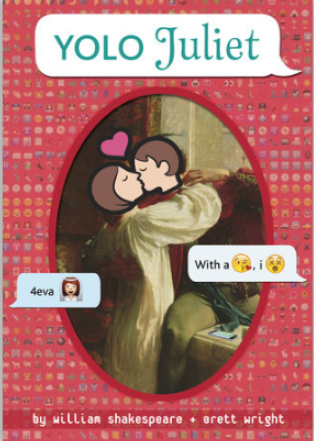 YOLO Juliet
With a 😘, i 😵
4eva 👰
by william shakespeare + brett wright